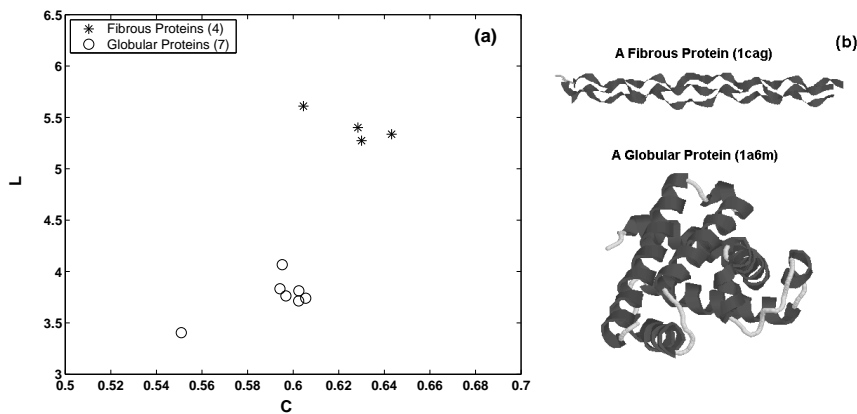 6.5
6
5.5
5
4.5
4
3.5
3
L
Fibrous Proteins (4)
Globular Proteins (7)
(a)
0.5 0.52 0.54 0.56 0.58 0.6 0.62 0.64 0.66 0.68 0.7
C
(b)
A Fibrous Protein (1cag)
A Globular Protein (1a6m)